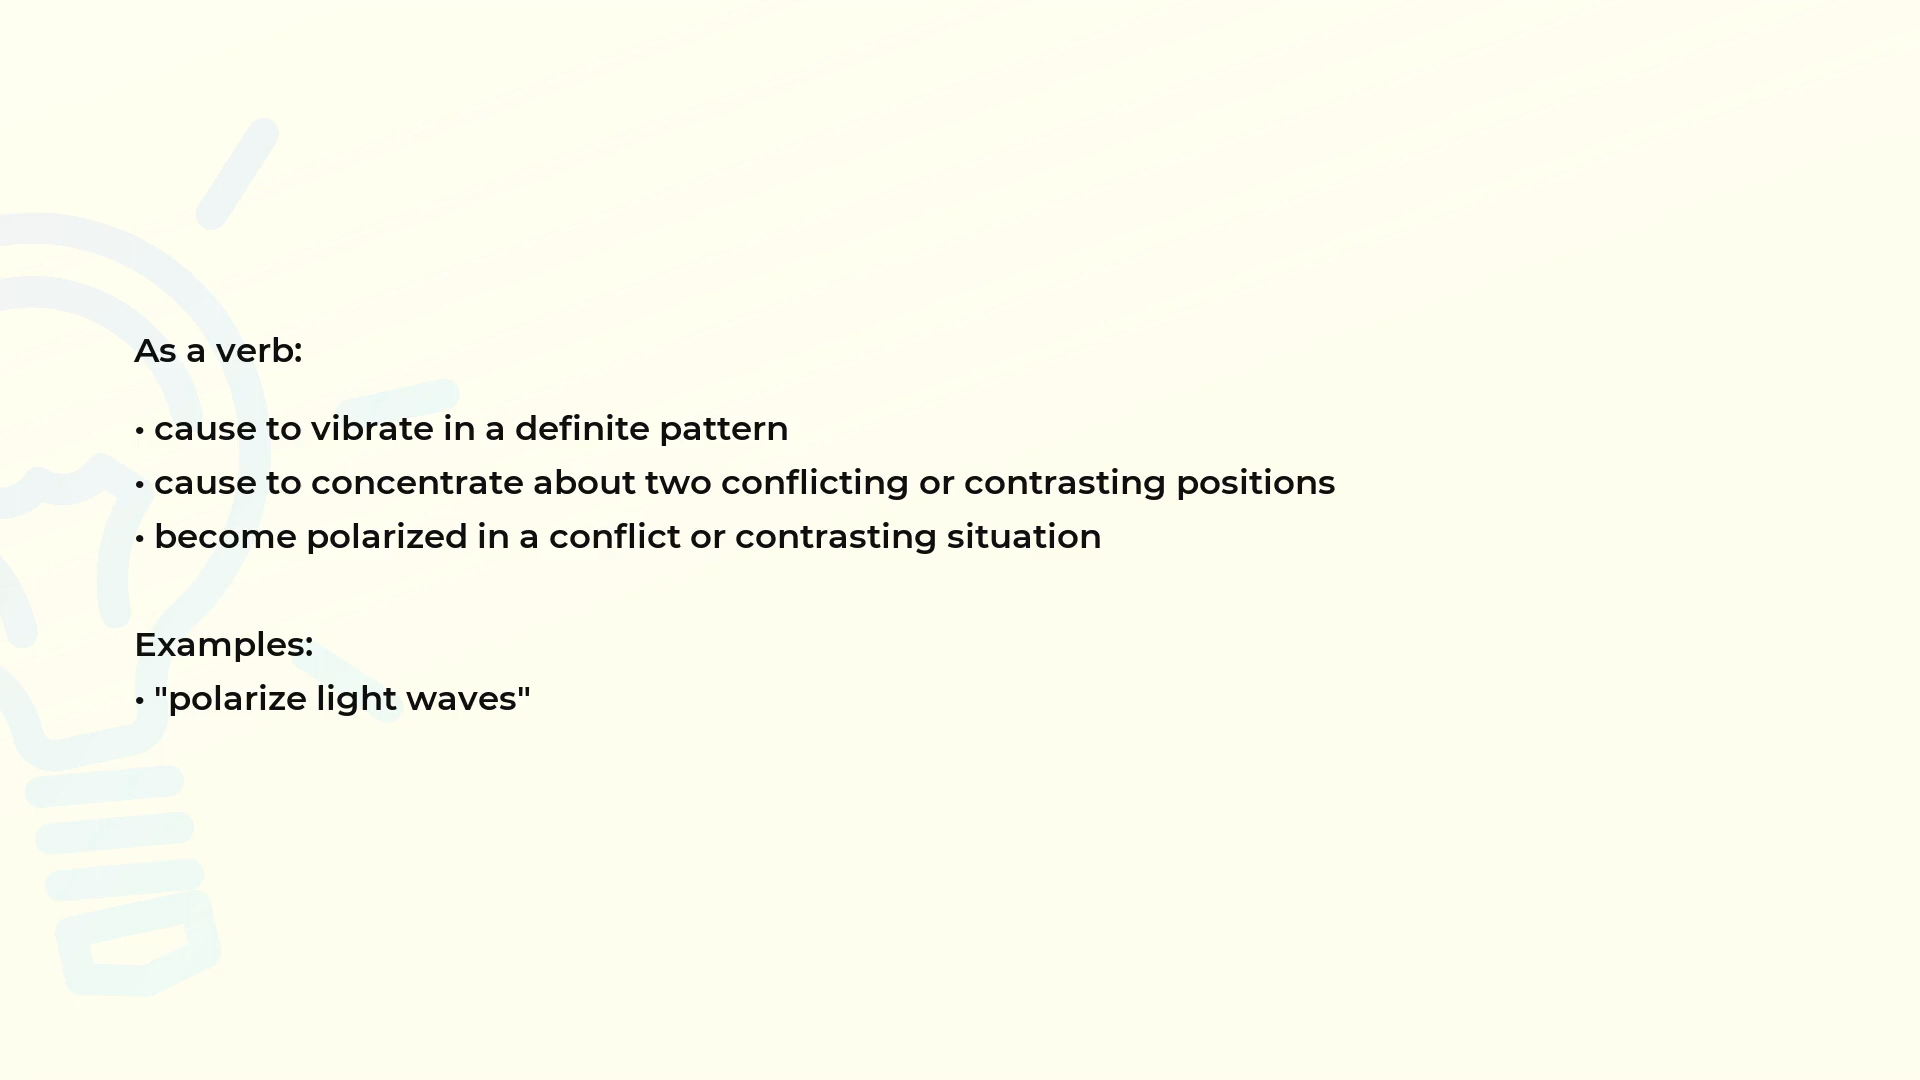 As a verb:
• cause to vibrate in a definite pattern
• cause to concentrate about two conflicting or contrasting positions
• become polarized in a conflict or contrasting situation
Examples:
• "polarize light waves"